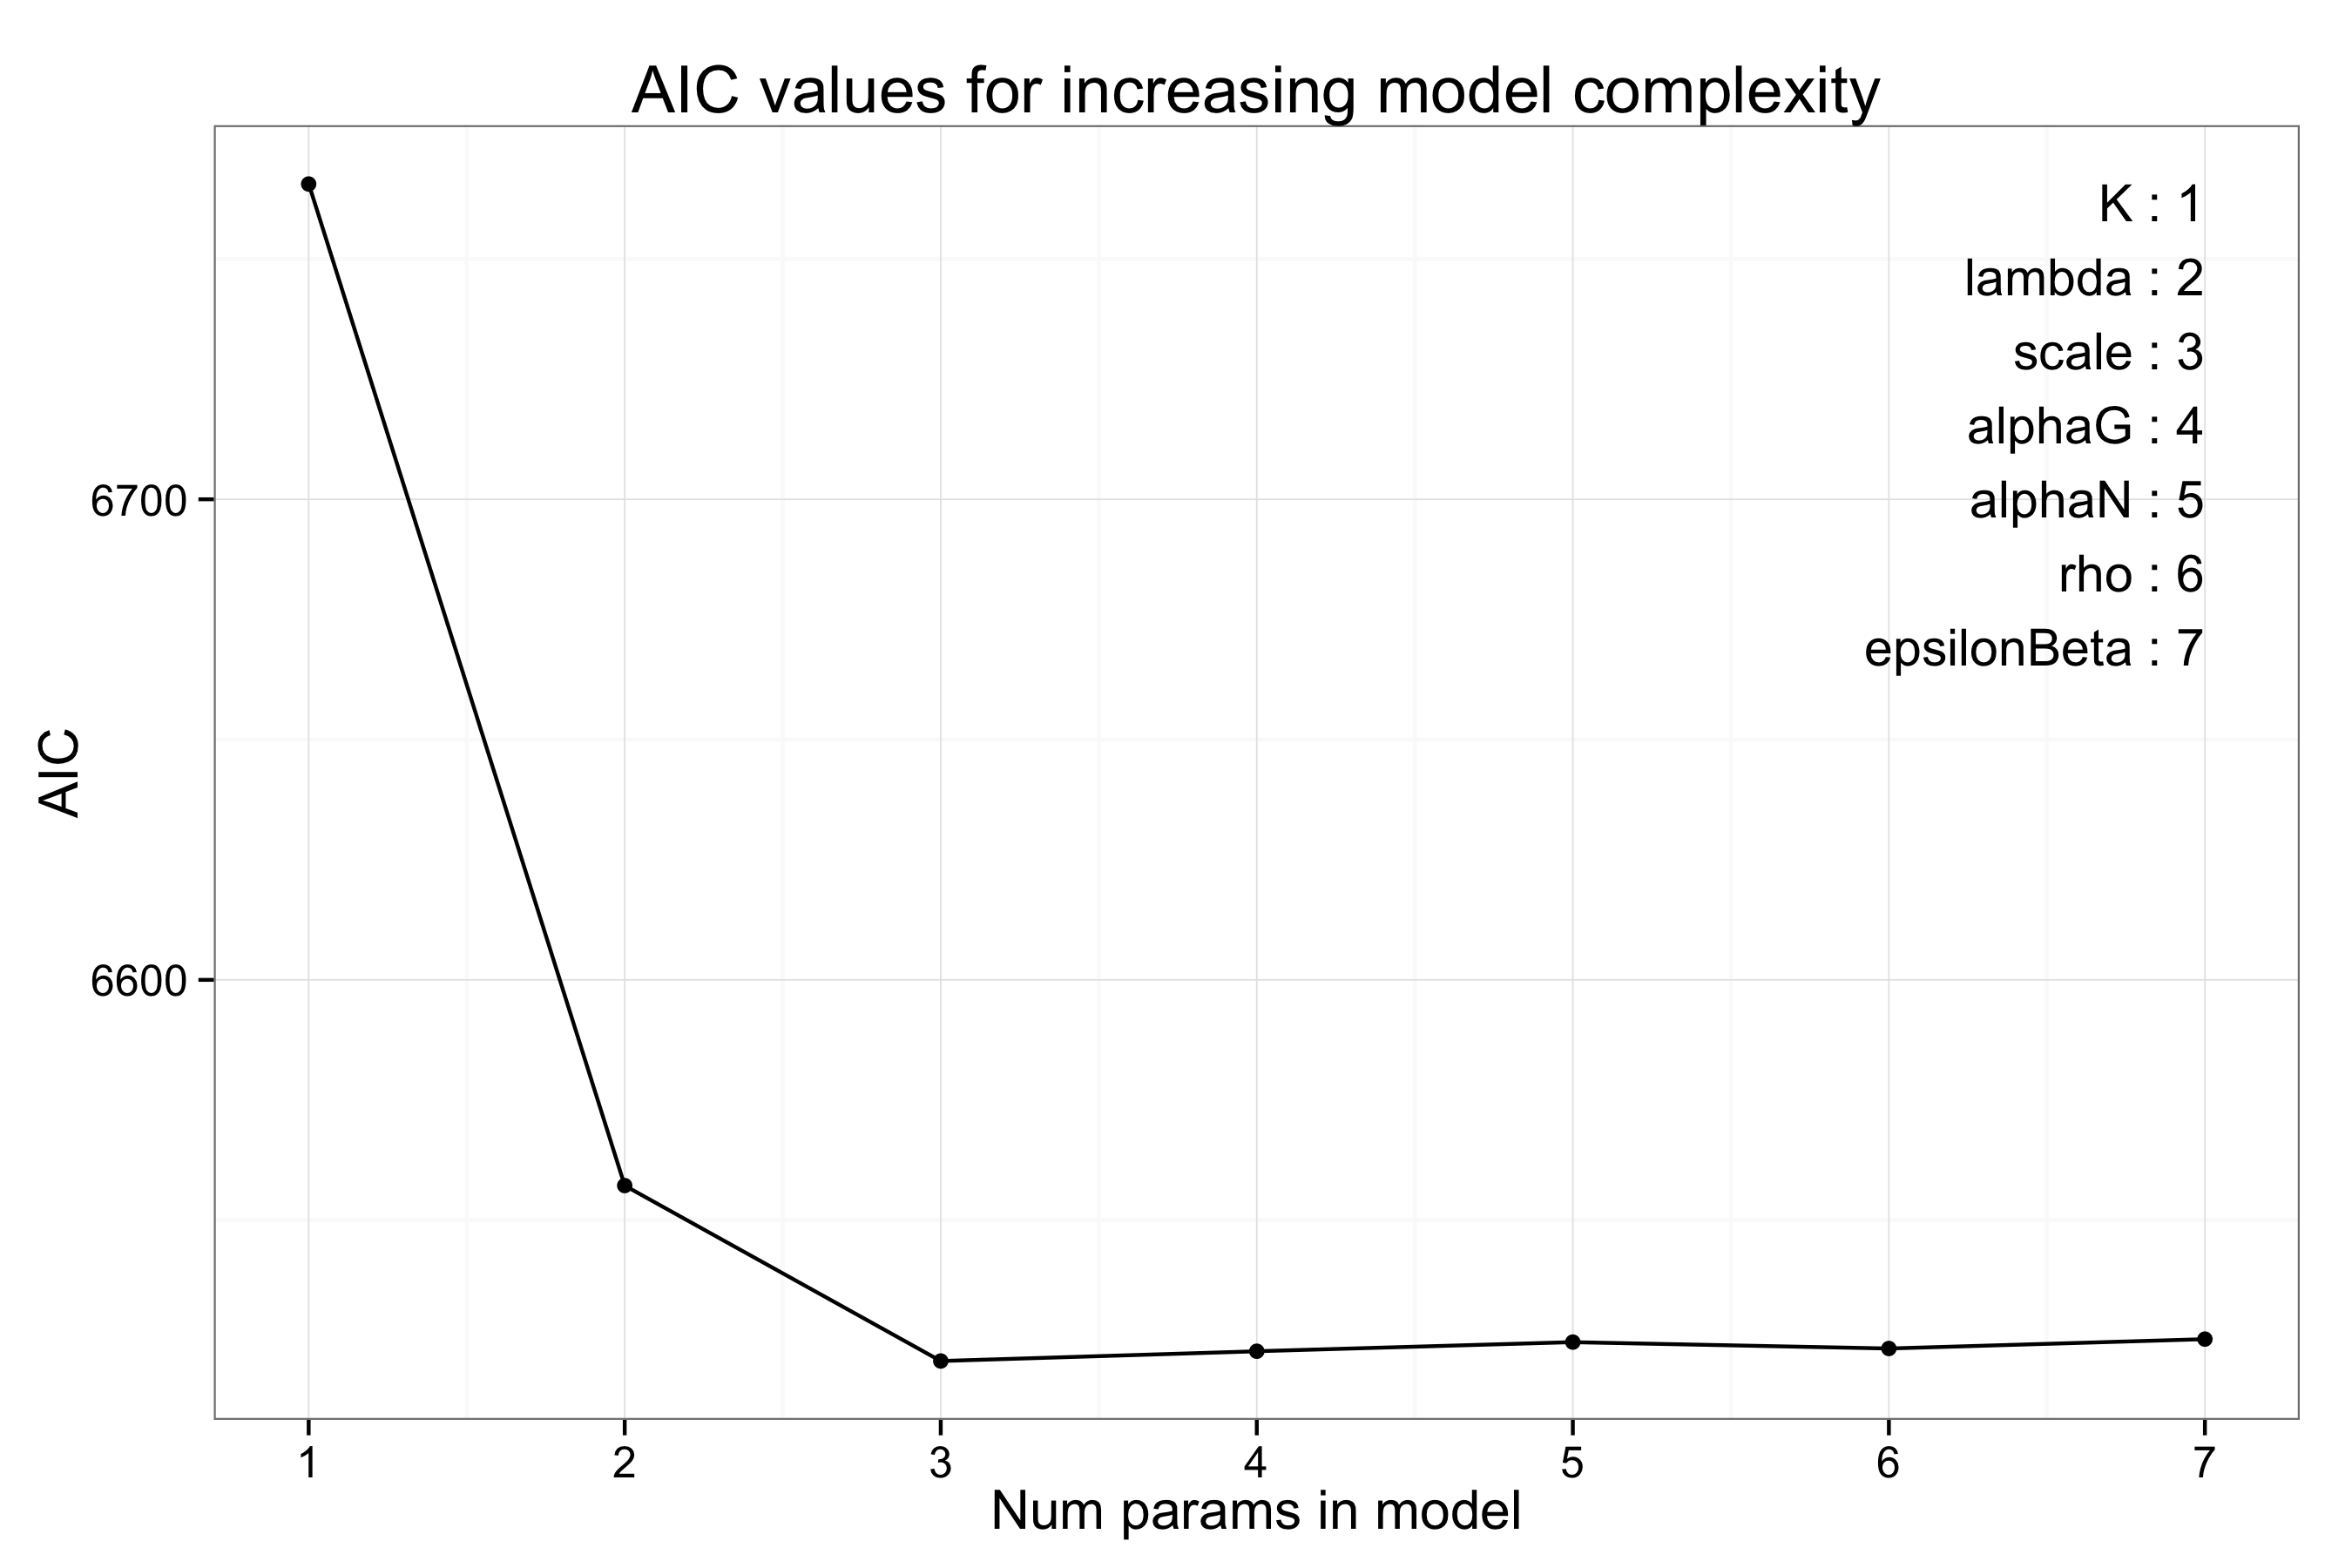 AIC values for increasing model complexity
K : 1
lambda : 2
scale : 3
alphaG : 4
alphaN : 5
rho : 6
epsilonBeta : 7
6700
6600
AIC
1 2 3 4 5 6 7
Num params in model